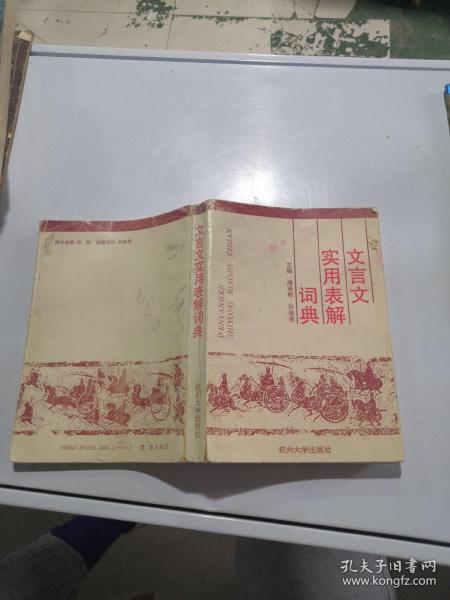 文言文
实用表解
词典
主编
WENYANWEN
SHIYONG BIAOJIE CIDIAN
杭州大学出版社
文言文实用表解词典
杭州大学出版社
孔夫子旧书网
www.kongfz.com